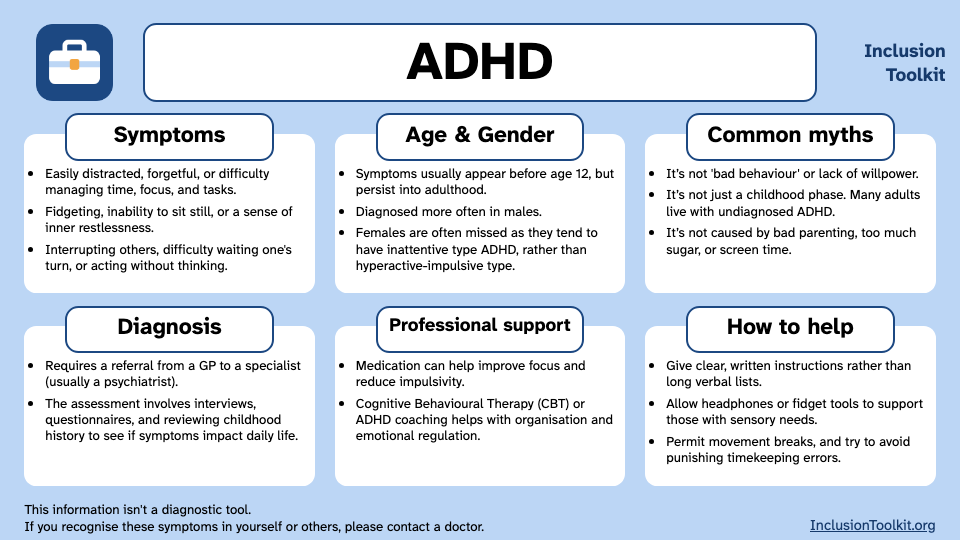 ADHD
Inclusion
Toolkit
Symptoms
• Easily distracted, forgetful, or difficulty
managing time, focus, and tasks.
• Fidgeting, inability to sit still, or a sense of
inner restlessness.
• Interrupting others, difficulty waiting one's
turn, or acting without thinking.
Age & Gender
• Symptoms usually appear before age 12, but
persist into adulthood.
• Diagnosed more often in males.
• Females are often missed as they tend to
have inattentive type ADHD, rather than
hyperactive-impulsive type.
Common myths
• It's not 'bad behaviour' or lack of willpower.
• It's not just a childhood phase. Many adults
live with undiagnosed ADHD.
• It's not caused by bad parenting, too much
sugar, or screen time.
Diagnosis
• Requires a referral from a GP to a specialist
(usually a psychiatrist).
• The assessment involves interviews,
questionnaires, and reviewing childhood
history to see if symptoms impact daily life.
Professional support
• Medication can help improve focus and
reduce impulsivity.
• Cognitive Behavioural Therapy (CBT) or
ADHD coaching helps with organisation and
emotional regulation.
How to help
• Give clear, written instructions rather than
long verbal lists.
• Allow headphones or fidget tools to support
those with sensory needs.
• Permit movement breaks, and try to avoid
punishing timekeeping errors.
This information isn't a diagnostic tool.
If you recognise these symptoms in yourself or others, please contact a doctor.
InclusionToolkit.org